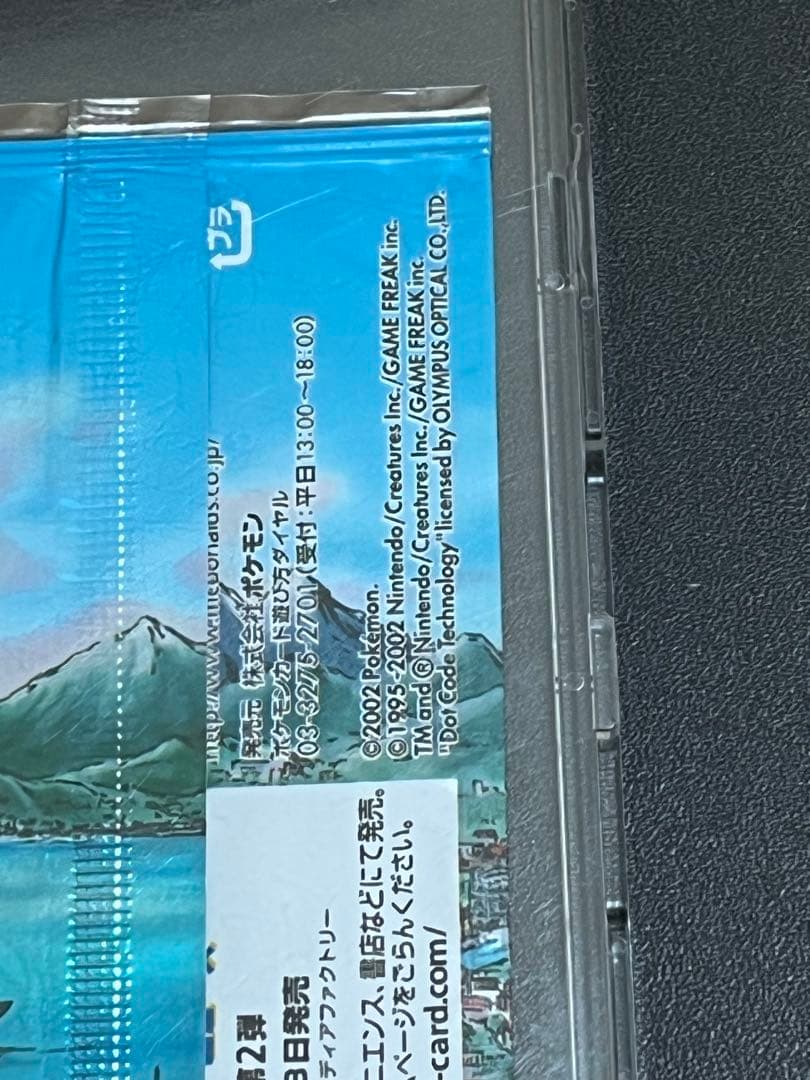 プラ
http://www.mcdonalds.co.jp/
発売元 株式会社ポケモン
ポケモンカード遊び方ダイヤル
03-3276-2701 (受付：平日13:00～18:00)
©2002 Pokémon.
©1995-2002 Nintendo/Creatures Inc./GAME FREAK inc.
TM and ® Nintendo/Creatures Inc./GAME FREAK inc.
"Dot Code Technology" licensed by OLYMPUS OPTICAL CO.,LTD.
第2弾
日発売
ディアファクトリー
ニエンス、書店などにて発売。
ページをごらんください。
-card.com/